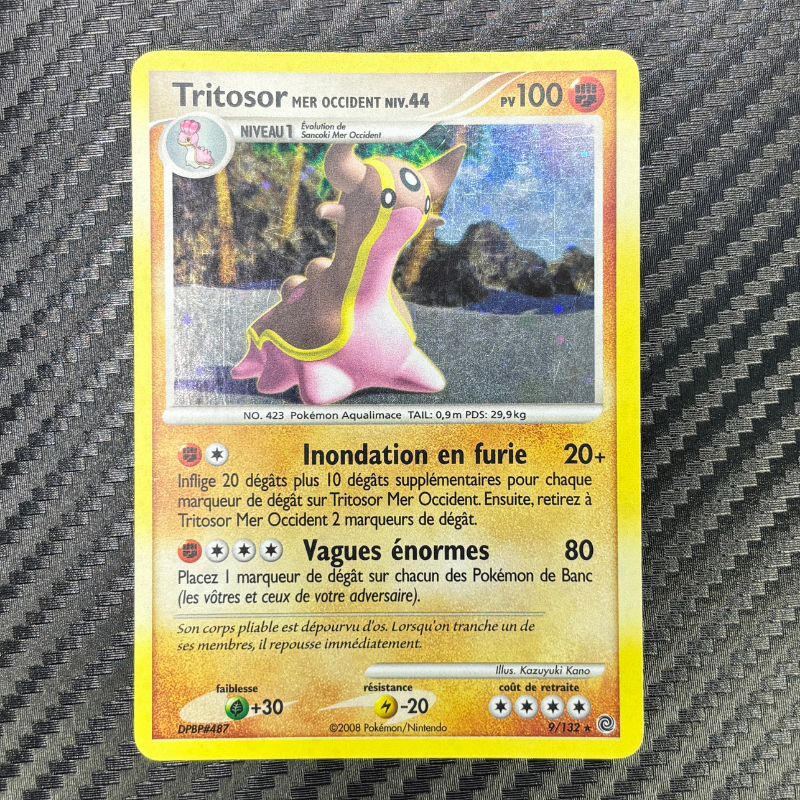 Tritosor MER OCCIDENT NIV.44 PV 100
NIVEAU 1 Évolution de
Sancoki Mer Occident
NO. 423 Pokémon Aqualimace TAIL: 0,9 m PDS: 29,9 kg
Inondation en furie 20+
Inflige 20 dégâts plus 10 dégâts supplémentaires pour chaque
marqueur de dégât sur Tritosor Mer Occident. Ensuite, retirez à
Tritosor Mer Occident 2 marqueurs de dégât.
Vagues énormes 80
Placez 1 marqueur de dégât sur chacun des Pokémon de Banc
(les vôtres et ceux de votre adversaire).
Son corps pliable est dépourvu d'os. Lorsqu'on tranche un de
ses membres, il repousse immédiatement.
Illus. Kazuyuki Kano
faiblesse résistance coût de retraite
+30 -20
DPBP#487 ©2008 Pokémon/Nintendo 9/132 ★